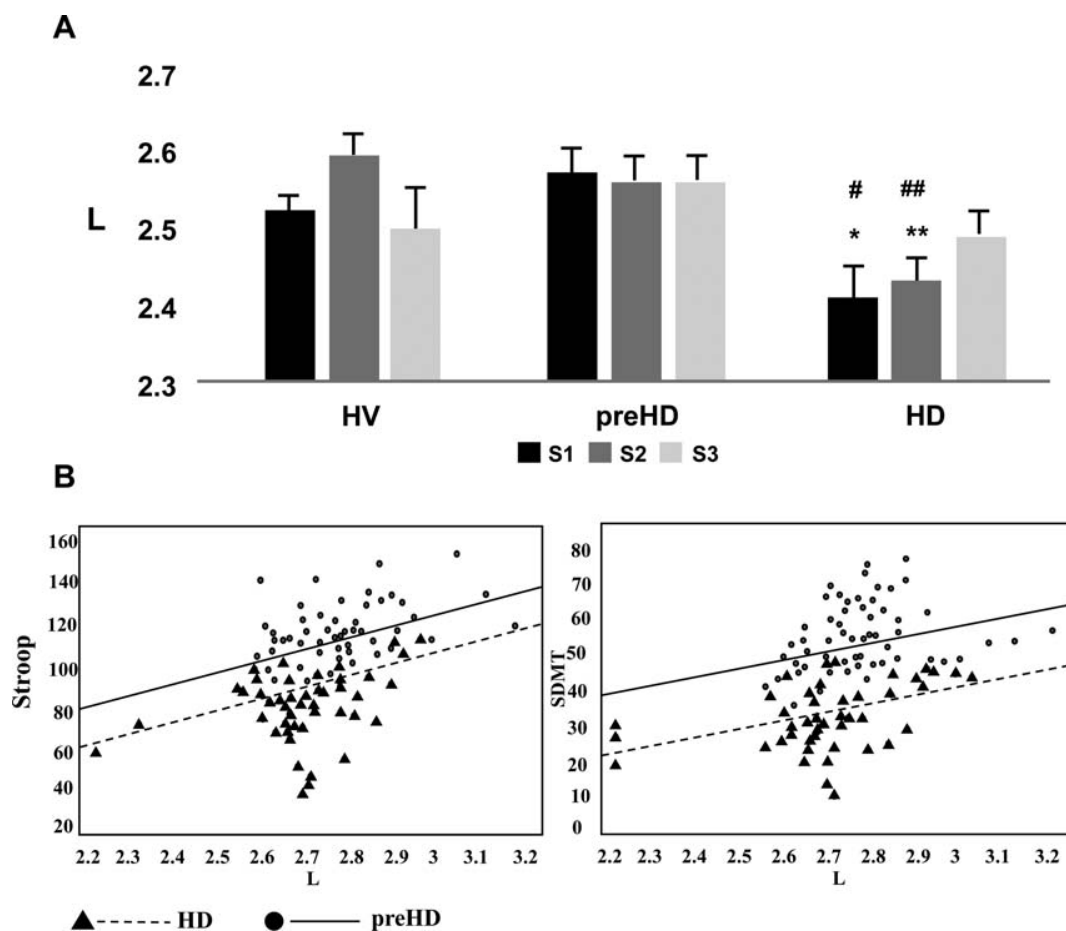 A
2.7
2.6
2.5
2.4
2.3
L
# ##
* **
HV preHD HD
S1 S2 S3
B
160
140
120
100
80
60
40
20
Stroop
2.2 2.3 2.4 2.5 2.6 2.7 2.8 2.9 3 3.1 3.2
L
80
70
60
50
40
30
20
10
0
SDMT
2.2 2.3 2.4 2.5 2.6 2.7 2.8 2.9 3 3.1 3.2
L
HD preHD